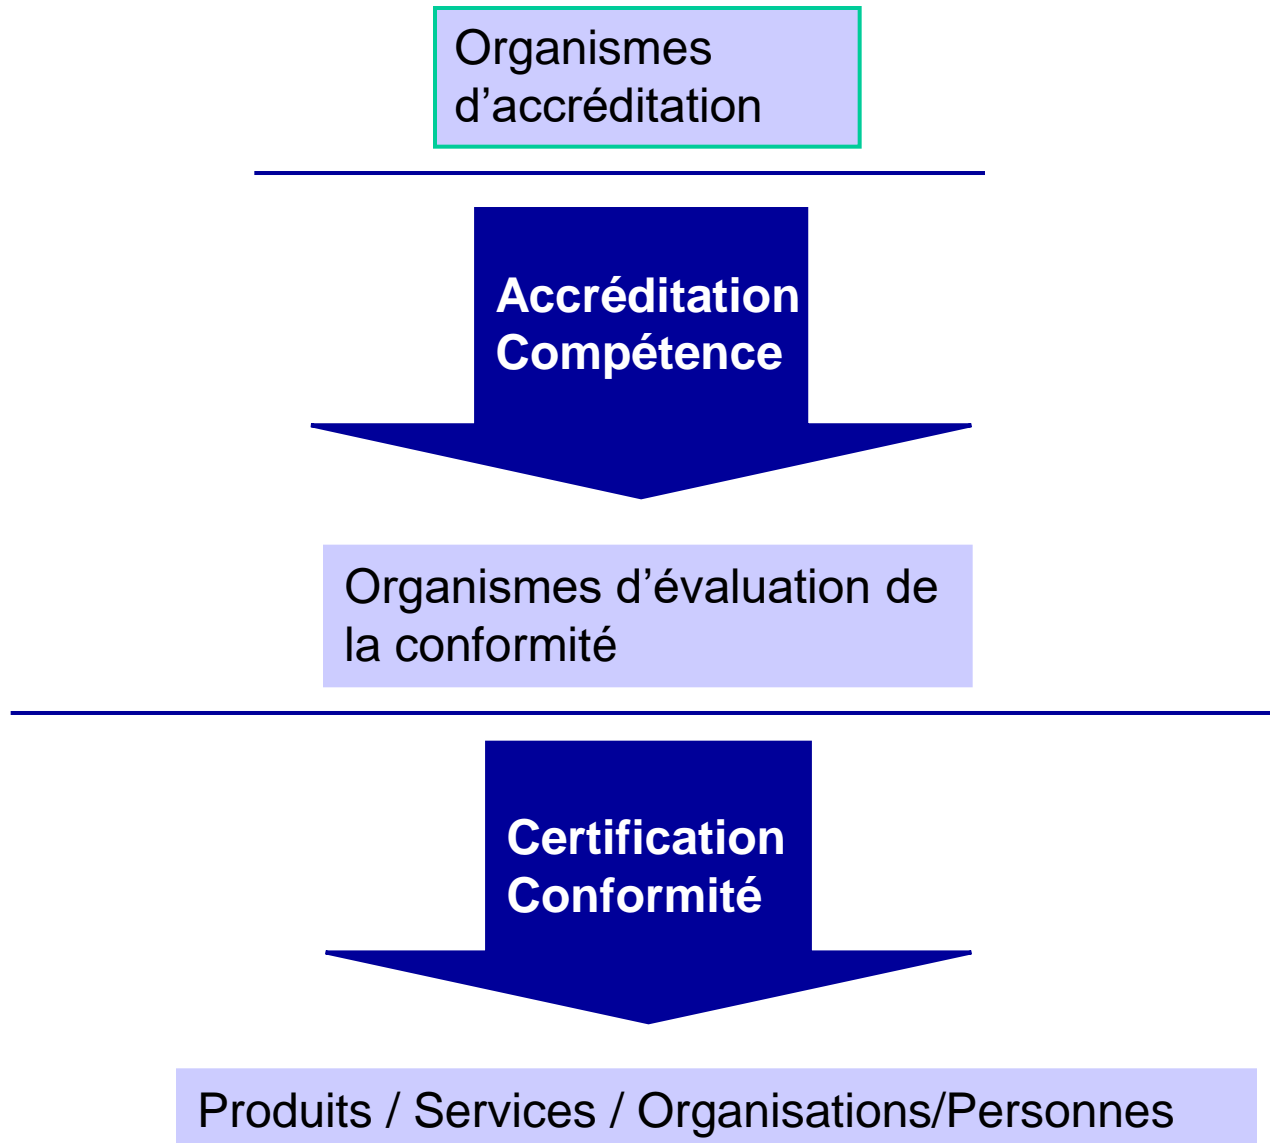 Organismes
d’accréditation
Accréditation
Compétence
Organismes d’évaluation de
la conformité
Certification
Conformité
Produits / Services / Organisations/Personnes